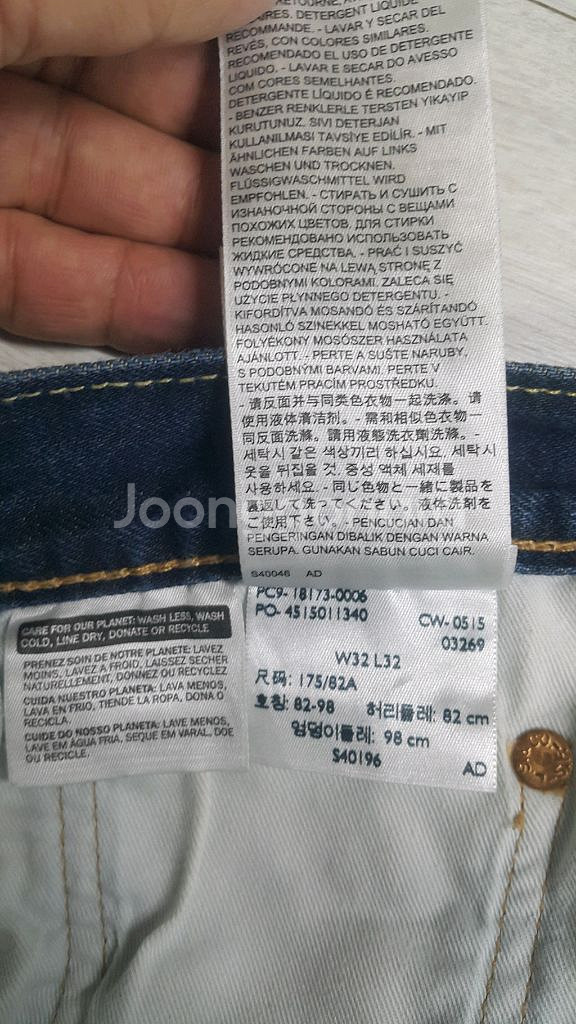 RETOURNÉ, A
AIRES. DETERGENT LIQUIDE
RECOMMANDE. - LAVAR Y SECAR DEL
REVÉS, CON COLORES SIMILARES.
RECOMENDADO EL USO DE DETERGENTE
LIQUIDO. - LAVAR E SECAR DO AVESSO
COM CORES SEMELHANTES.
DETERGENTE LÍQUIDO É RECOMENDADO.
- BENZER RENKLERLE TERSTEN YIKAYIP
KURUTUNUZ. SIVI DETERJAN
KULLANILMASI TAVSİYE EDİLİR. - MIT
ÄHNLICHEN FARBEN AUF LINKS
WASCHEN UND TROCKNEN.
FLÜSSIGWASCHMITTEL WIRD
EMPFOHLEN. - СТИРАТЬ И СУШИТЬ С
ИЗНАНОЧНОЙ СТОРОНЫ С ВЕЩАМИ
ПОХОЖИХ ЦВЕТОВ. ДЛЯ СТИРКИ
РЕКОМЕНДОВАНО ИСПОЛЬЗОВАТЬ
ЖИДКИЕ СРЕДСТВА. - PRAĆ I SUSZYĆ
WYWRÓCONE NA LEWĄ STRONĘ Z
PODOBNYMI KOLORAMI. ZALECA SIĘ
UŻYCIE PŁYNNEGO DETERGENTU. -
KIFORDÍTVA MOSANDÓ ÉS SZÁRÍTANDÓ
HASONLÓ SZINEKKEL MOSHATÓ EGYÜTT.
FOLYÉKONY MOSÓSZER HASZNÁLATA
AJÁNLOTT. - PERTE A SUŠTE NARUBY,
S PODOBNÝMI BARVAMI. PERTE V
TEKUTÉM PRACÍM PROSTŘEDKU.
- 请反面并与同类色衣物一起洗涤。请
使用液体清洁剂。- 需和相似色衣物一
同反面洗滌。請用液態洗衣劑洗滌。-
세탁시 같은 색상끼리 하십시요. 세탁시
옷을 뒤집을 것. 중성 액체 세제를
사용하세요. - 同じ色物と一緒に製品を
裏返して洗ってください。液体洗剤を
ご使用下さい。- PENCUCIAN DAN
PENGERINGAN DIBALIK DENGAN WARNA
SERUPA. GUNAKAN SABUN CUCI CAIR.
S40046 AD
Joon
PC9-18173-0006
PO-4515011340 CW-0515
03269
W32 L32
尺码: 175/82A
호칭: 82-98 허리둘레: 82 cm
엉덩이둘레: 98 cm
S40196 AD
CARE FOR OUR PLANET: WASH LESS, WASH
COLD, LINE DRY, DONATE OR RECYCLE
PRENEZ SOIN DE NOTRE PLANETE: LAVEZ
MOINS, LAVEZ A FROID, LAISSEZ SECHER
NATURELLEMENT, DONNEZ OU RECYCLEZ
CUIDA NUESTRO PLANETA: LAVA MENOS,
LAVA EN FRIO, TIENDE LA ROPA, DONA O
RECICLA.
CUIDE DO NOSSO PLANETA: LAVE MENOS,
LAVE EM ÁGUA FRIA, SEQUE EM VARAL, DOE
OU RECICLE.